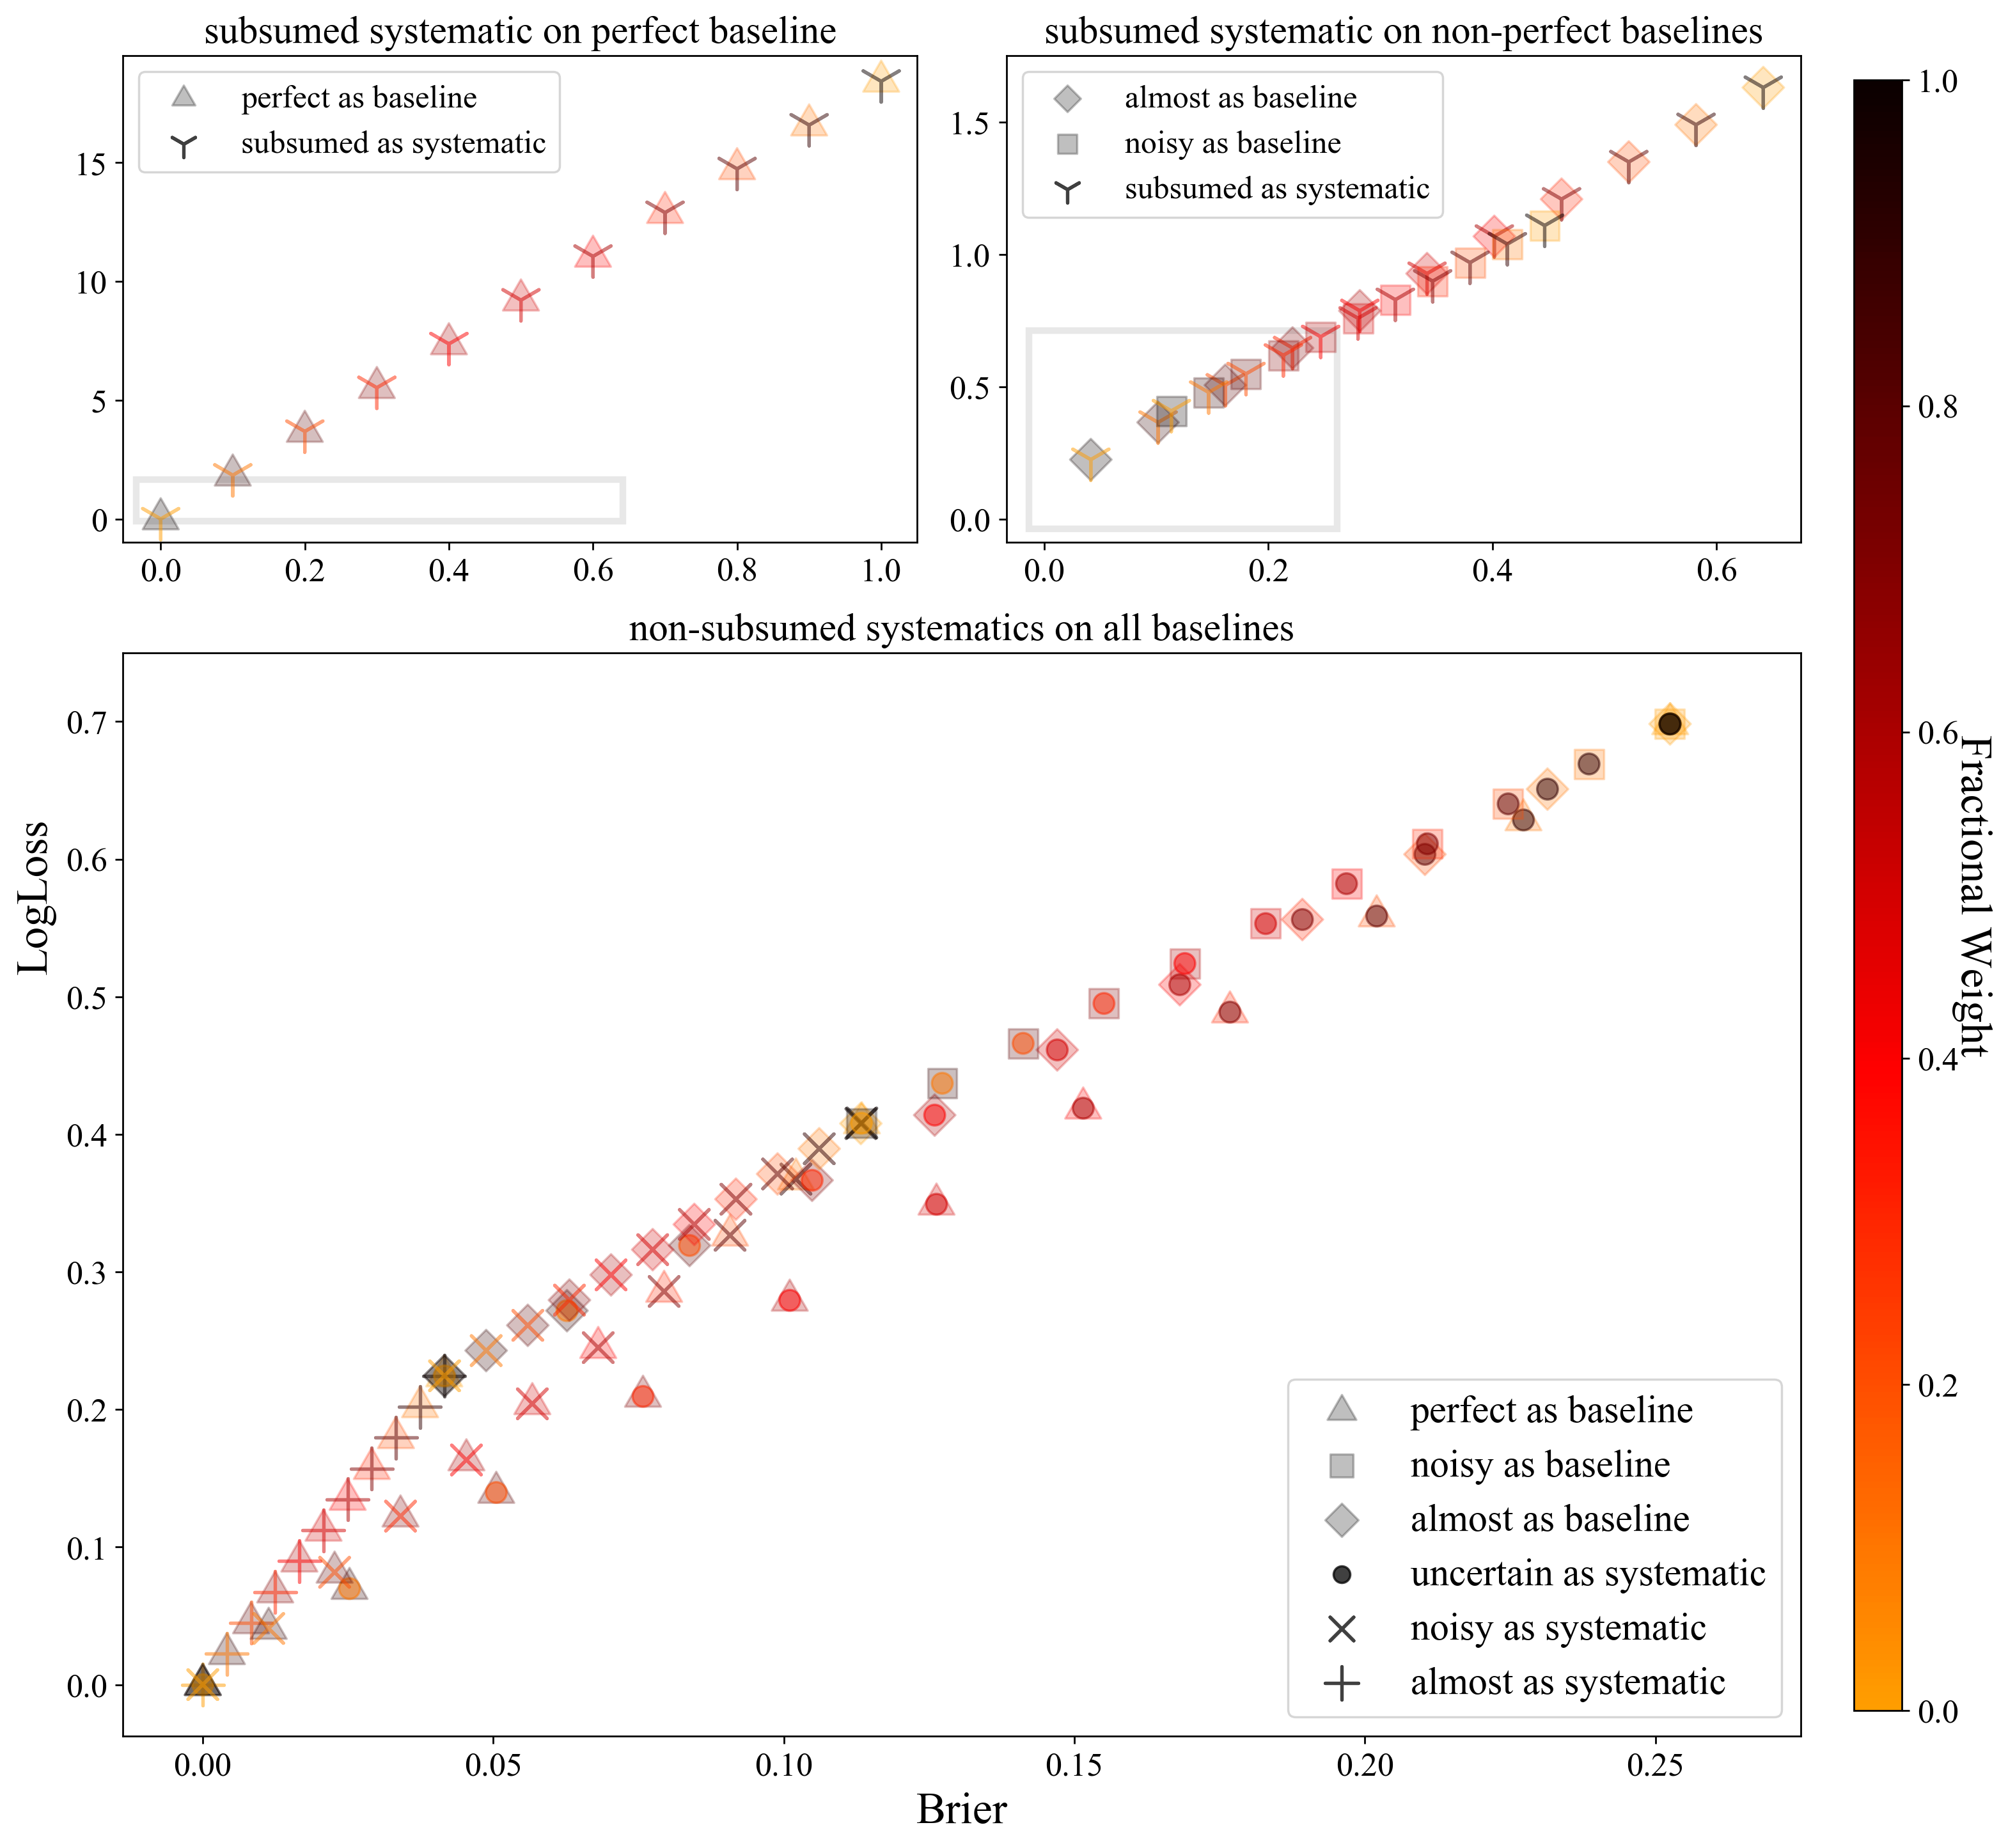 subsumed systematic on perfect baseline
perfect as baseline
subsumed as systematic
15
10
5
0
0.0 0.2 0.4 0.6 0.8 1.0
subsumed systematic on non-perfect baselines
almost as baseline
noisy as baseline
subsumed as systematic
1.5
1.0
0.5
0.0
0.0 0.2 0.4 0.6
non-subsumed systematics on all baselines
LogLoss
0.7
0.6
0.5
0.4
0.3
0.2
0.1
0.0
perfect as baseline
noisy as baseline
almost as baseline
uncertain as systematic
noisy as systematic
almost as systematic
0.00 0.05 0.10 0.15 0.20 0.25
Brier
1.0
0.8
0.6
0.4
0.2
0.0
Fractional Weight